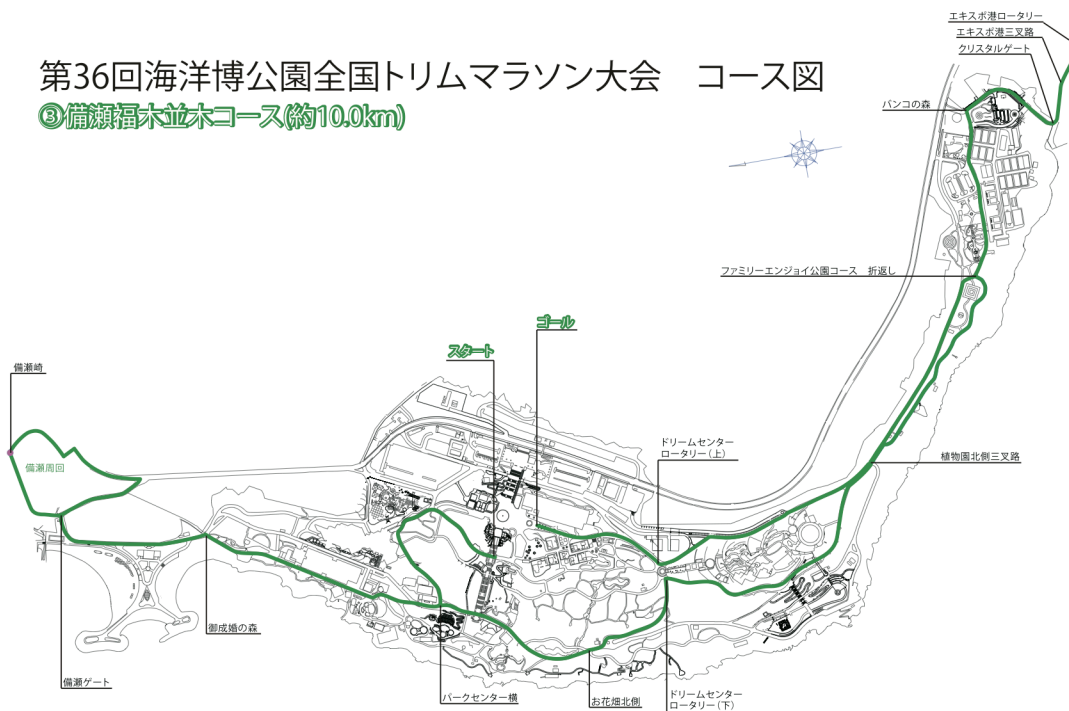 第36回海洋博公園全国トリムマラソン大会　コース図
③備瀬福木並木コース(約10.0km)
エキスポ港ロータリー
エキスポ港三叉路
クリスタルゲート
バンコの森
ファミリーエンジョイ公園コース　折返し
ゴール
スタート
備瀬崎
備瀬周回
ドリームセンター
ロータリー（上）
植物園北側三叉路
御成婚の森
備瀬ゲート
パークセンター横
お花畑北側
ドリームセンター
ロータリー（下）